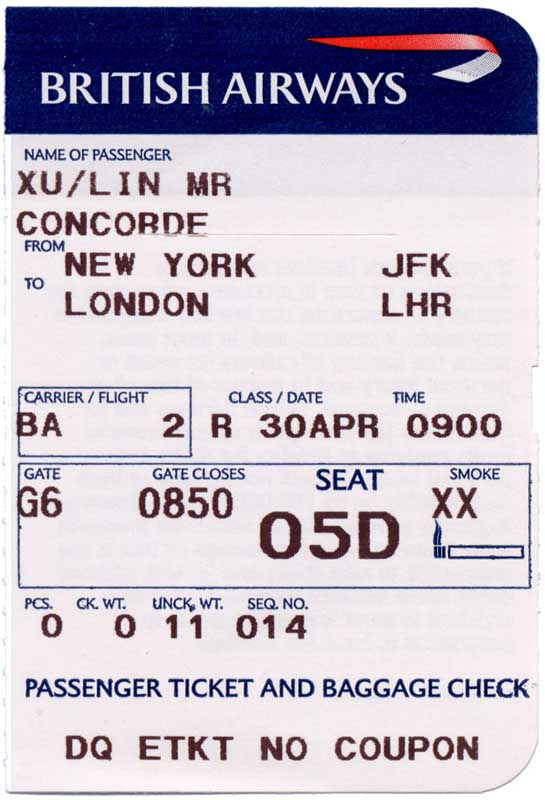 BRITISH AIRWAYS
NAME OF PASSENGER
XU/LIN MR
CONCORDE
FROM NEW YORK JFK
TO LONDON LHR
CARRIER / FLIGHT CLASS / DATE TIME
BA 2 R 30APR 0900
GATE GATE CLOSES SEAT SMOKE
G6 0850 05D XX
PCS. CK. WT. UNCK. WT. SEQ. NO.
0 0 11 014
PASSENGER TICKET AND BAGGAGE CHECK
DQ ETKT NO COUPON